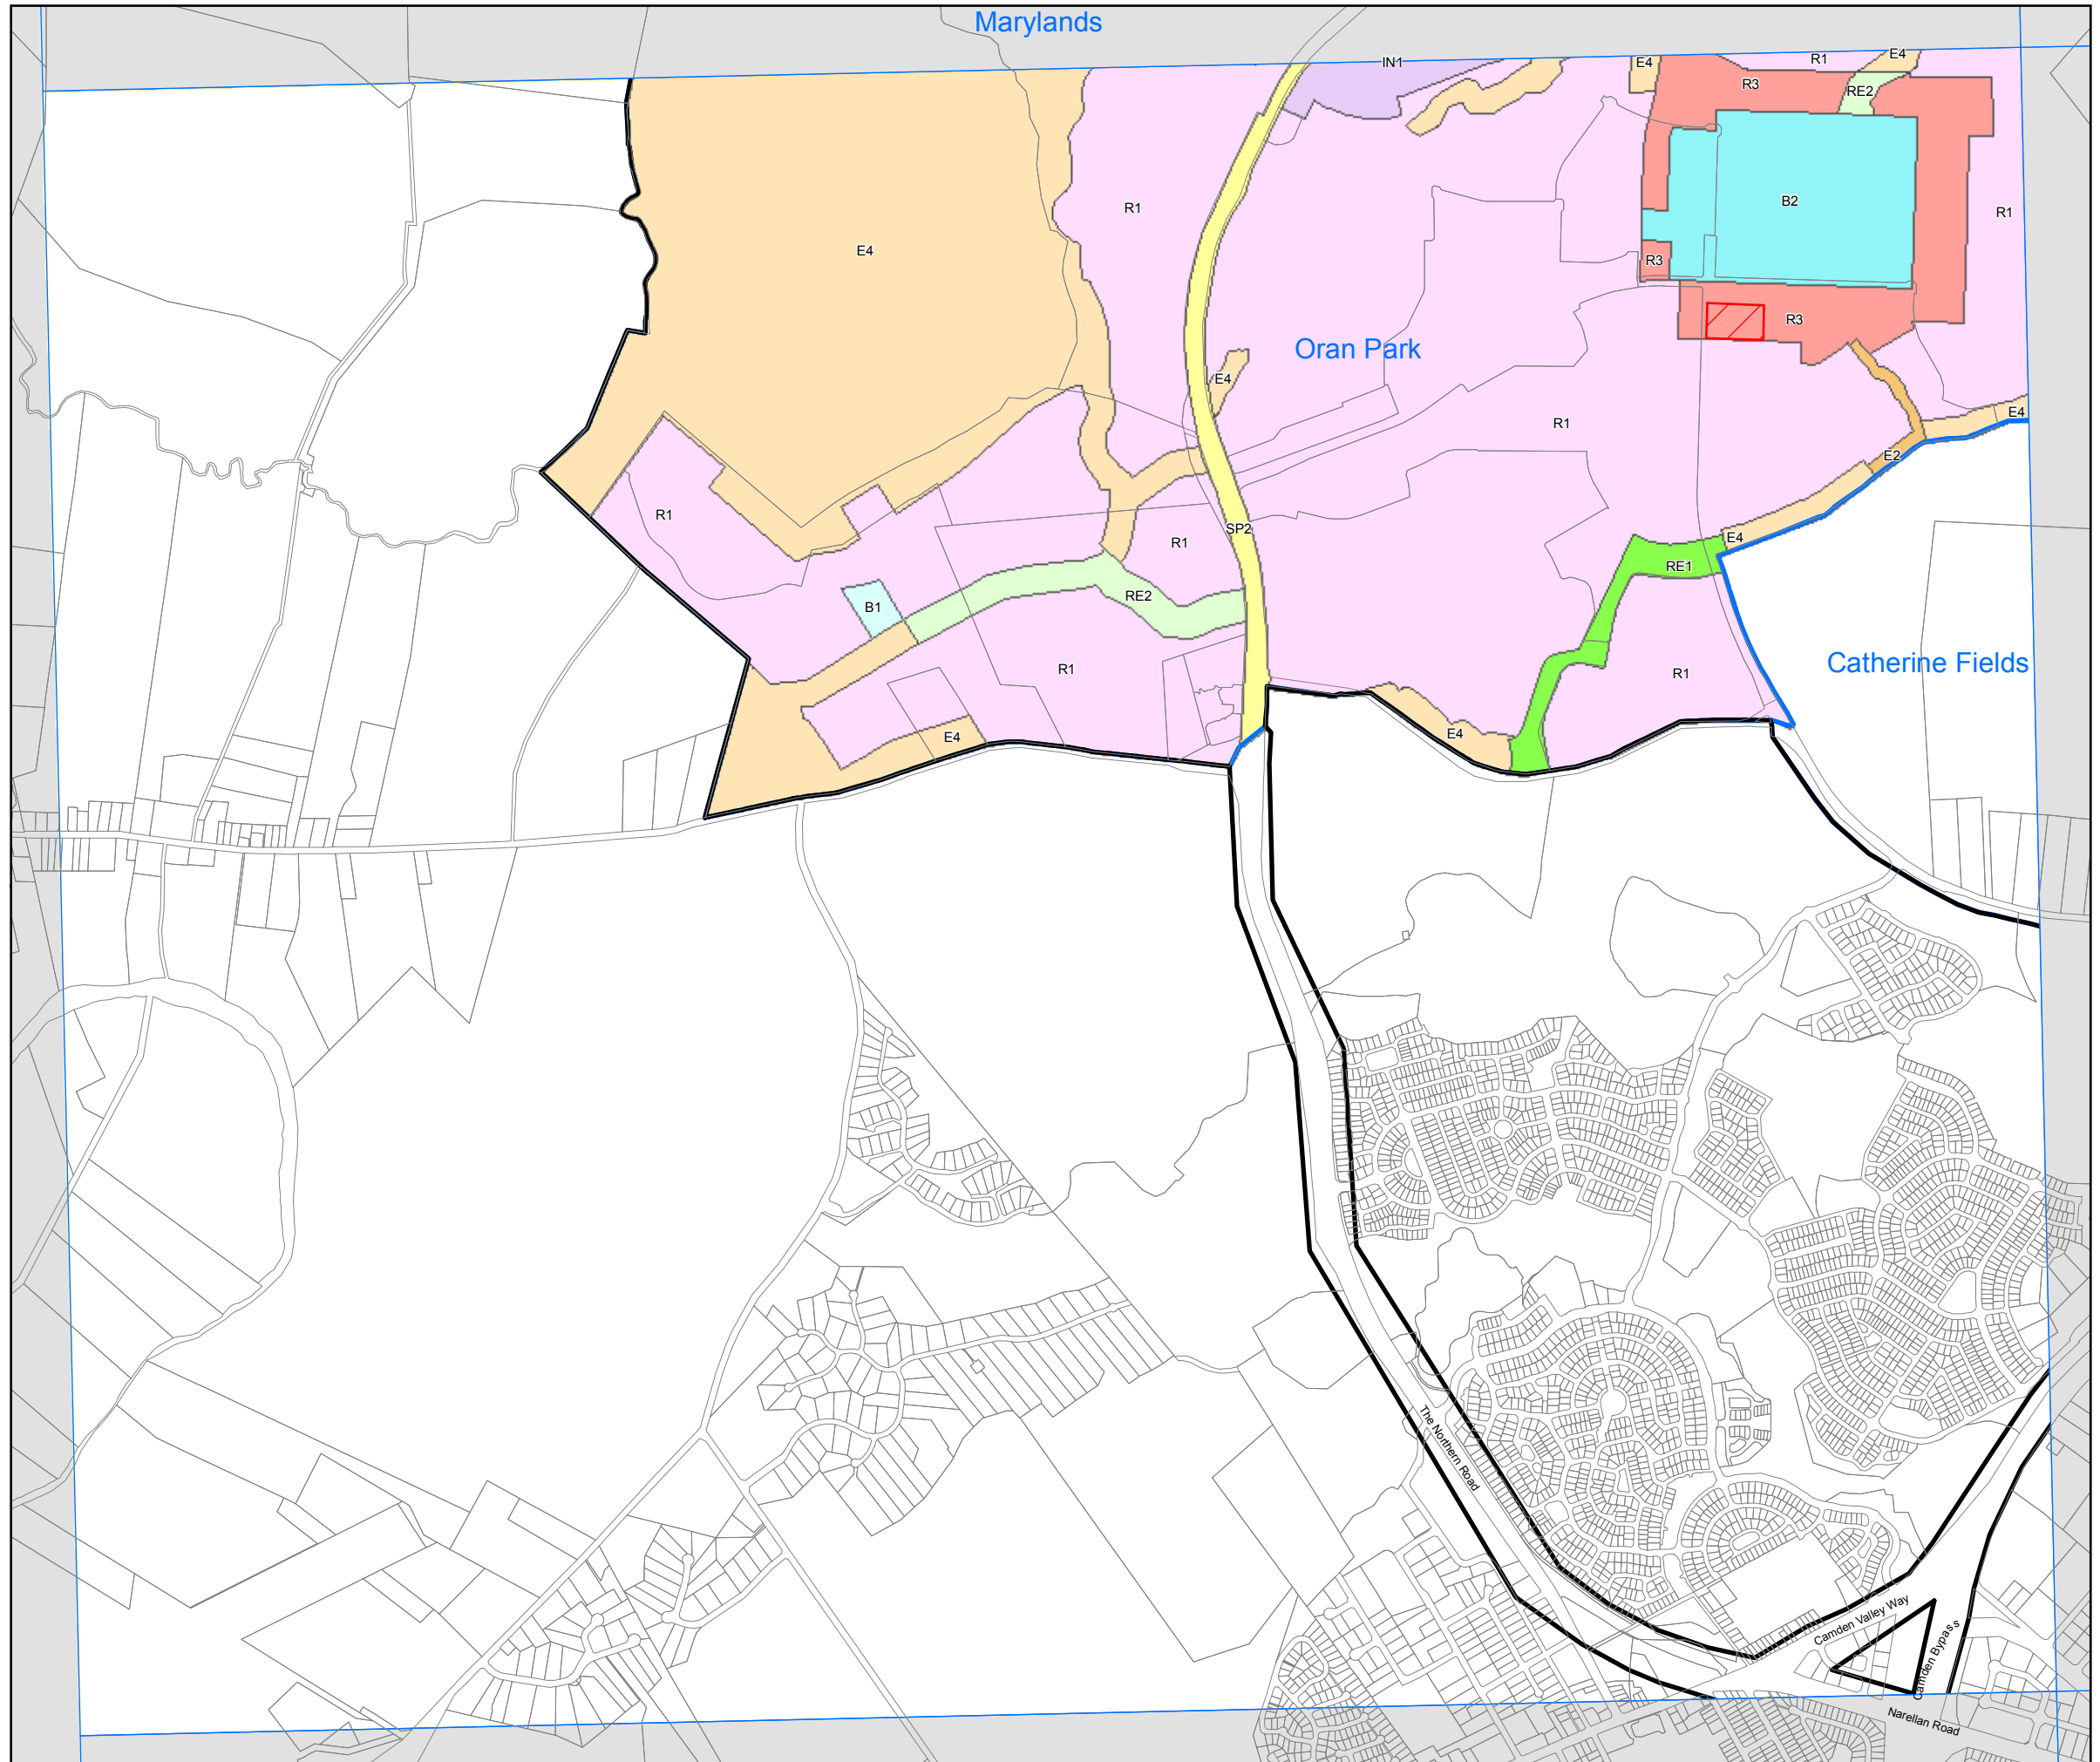 Marylands
IN1
E4
R1
E4
R3
RE2
B2
R1
R1
E4
R3
R3
Oran Park
E4
R1
E4
E2
R1
SP2
R1
E4
RE1
B1
RE2
R1
R1
Catherine Fields
E4
E4
The Northern Road
Camden Valley Way
Camden Bypass
Narellan Road